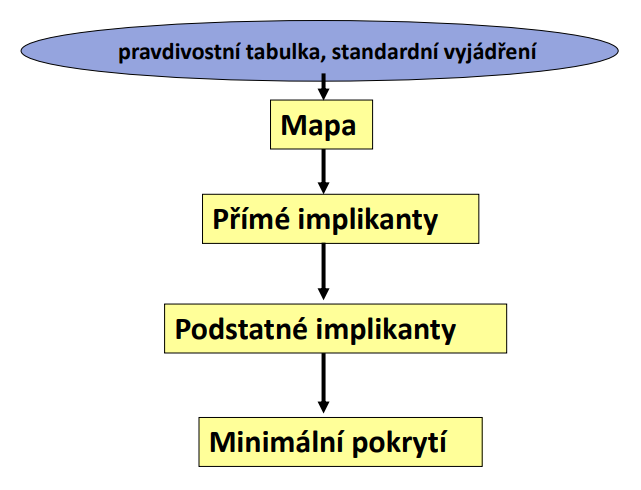 pravdivostní tabulka, standardní vyjádření
Mapa
Přímé implikanty
Podstatné implikanty
Minimální pokrytí